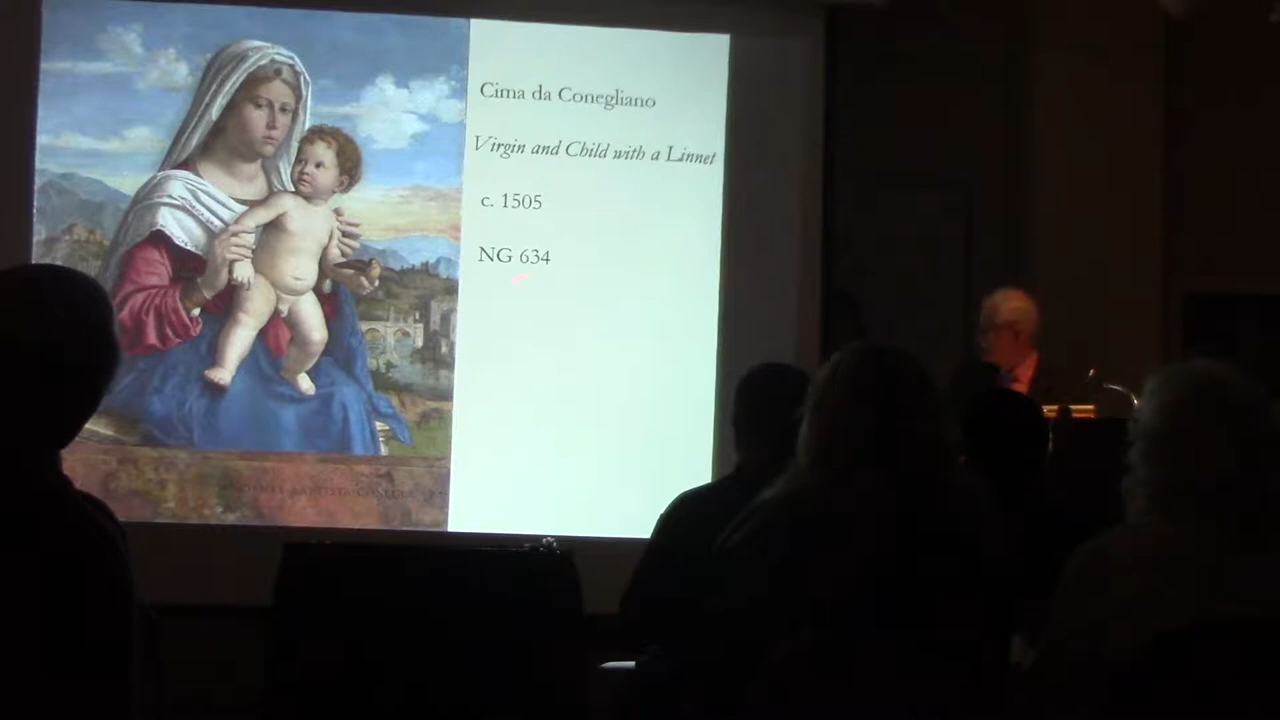 Cima da Conegliano
Virgin and Child with a Linnet
c. 1505
NG 634